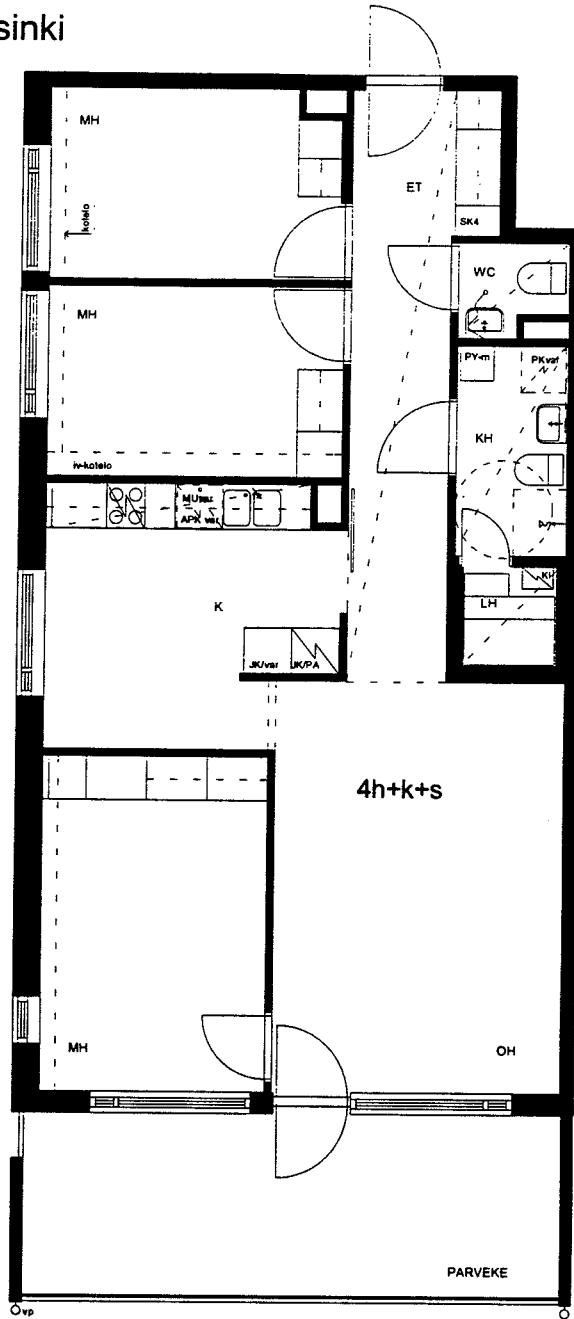 sinki
MH
ET
kotelo
SK4
WC
MH
PY-m
PKvar
KH
iv-kotelo
MUvar
APK var
K
KI
LH
JK/var
JK/PA
4h+k+s
MH
OH
PARVEKE
vp